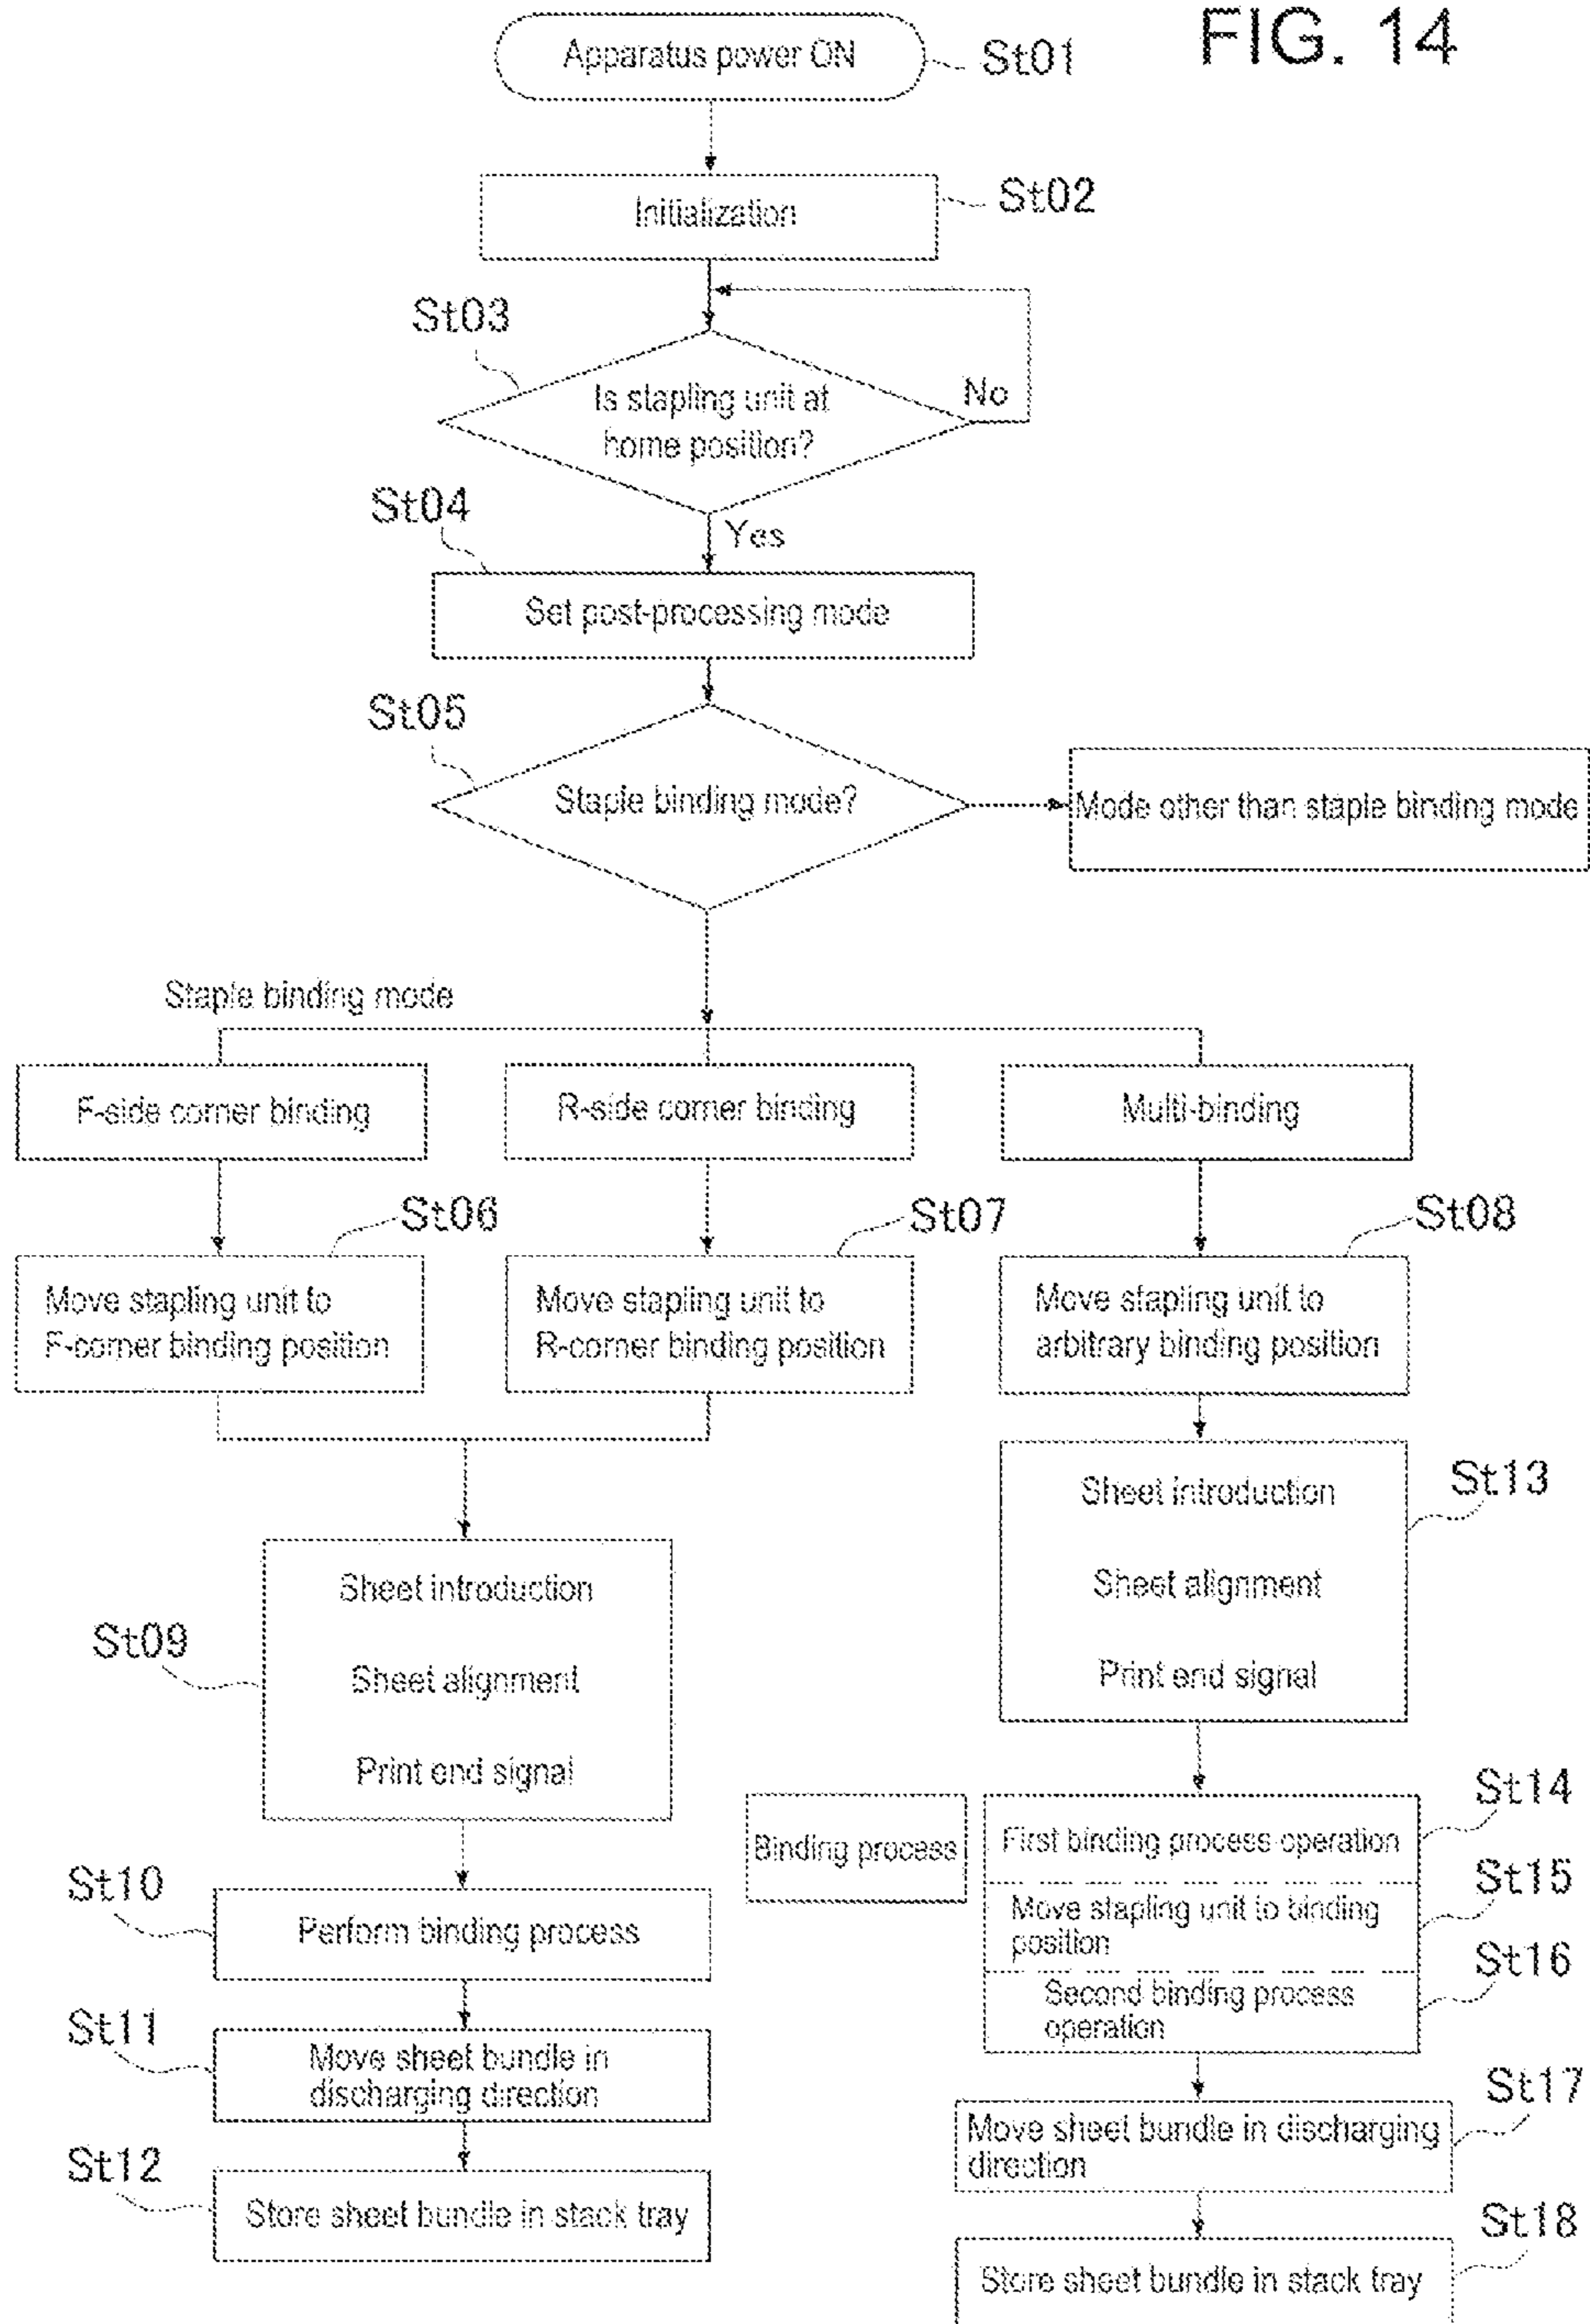 FIG. 14
Apparatus power ON
St01
Initialization
St02
St03
Is stapling unit at
home position?
No
Yes
St04
Set post-processing mode
St05
Staple binding mode?
Mode other than staple binding mode
Staple binding mode
F-side corner binding
R-side corner binding
Multi-binding
St06
St07
St08
Move stapling unit to
F-corner binding position
Move stapling unit to
R-corner binding position
Move stapling unit to
arbitrary binding position
St09
Sheet introduction
Sheet alignment
Print end signal
St13
Sheet introduction
Sheet alignment
Print end signal
St10
Perform binding process
St11
Move sheet bundle in
discharging direction
St12
Store sheet bundle in stack tray
Binding process
St14
First binding process operation
St15
Move stapling unit to binding
position
St16
Second binding process
operation
St17
Move sheet bundle in discharging
direction
St18
Store sheet bundle in stack tray